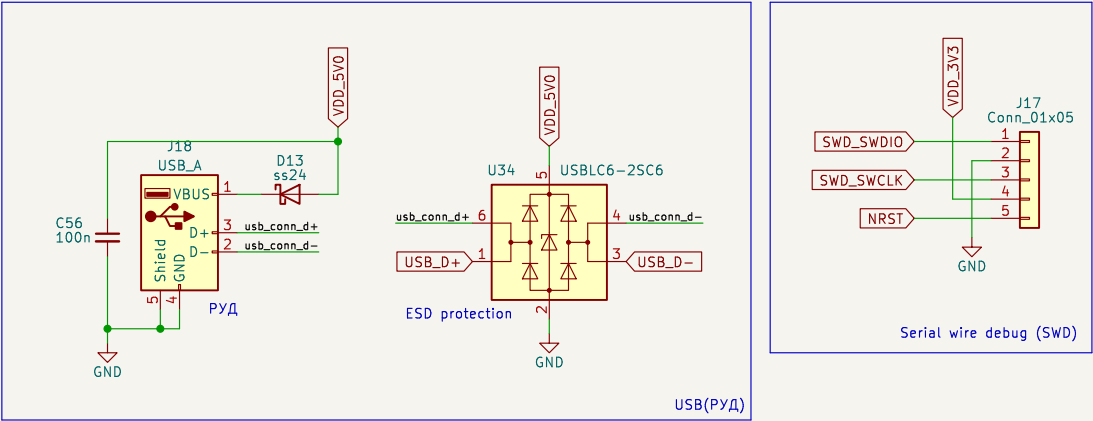 VDD_5V0
J18
USB_A
D13
ss24
VBUS
1
C56
100n
D+
3
usb_conn_d+
D-
2
usb_conn_d-
Shield
GND
5
4
РУД
GND
VDD_5V0
U34
USBLC6-2SC6
5
usb_conn_d+
6
4
usb_conn_d-
USB_D+
1
3
USB_D-
2
ESD protection
GND
USB(РУД)
VDD_3V3
J17
Conn_01x05
SWD_SWDIO
1
2
SWD_SWCLK
3
4
NRST
5
GND
Serial wire debug (SWD)